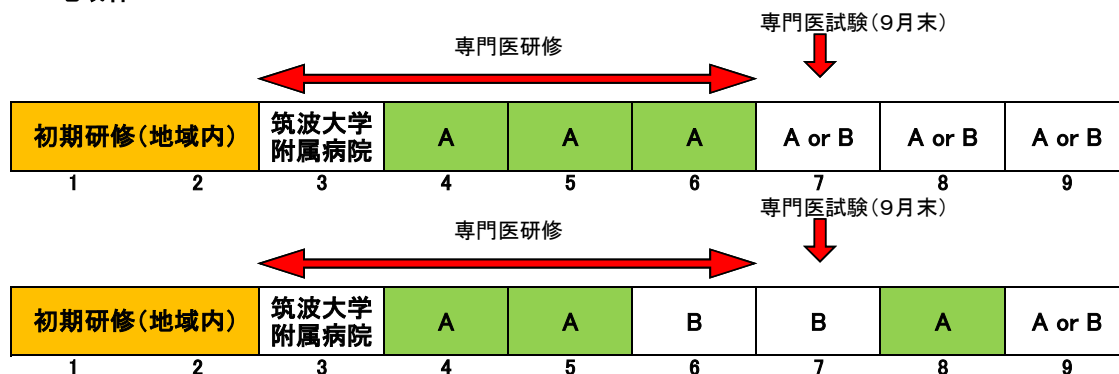 専門医試験(9月末)
専門医研修
初期研修(地域内) 筑波大学附属病院 A A A A or B A or B A or B
1 2 3 4 5 6 7 8 9
専門医試験(9月末)
専門医研修
初期研修(地域内) 筑波大学附属病院 A A B B A A or B
1 2 3 4 5 6 7 8 9